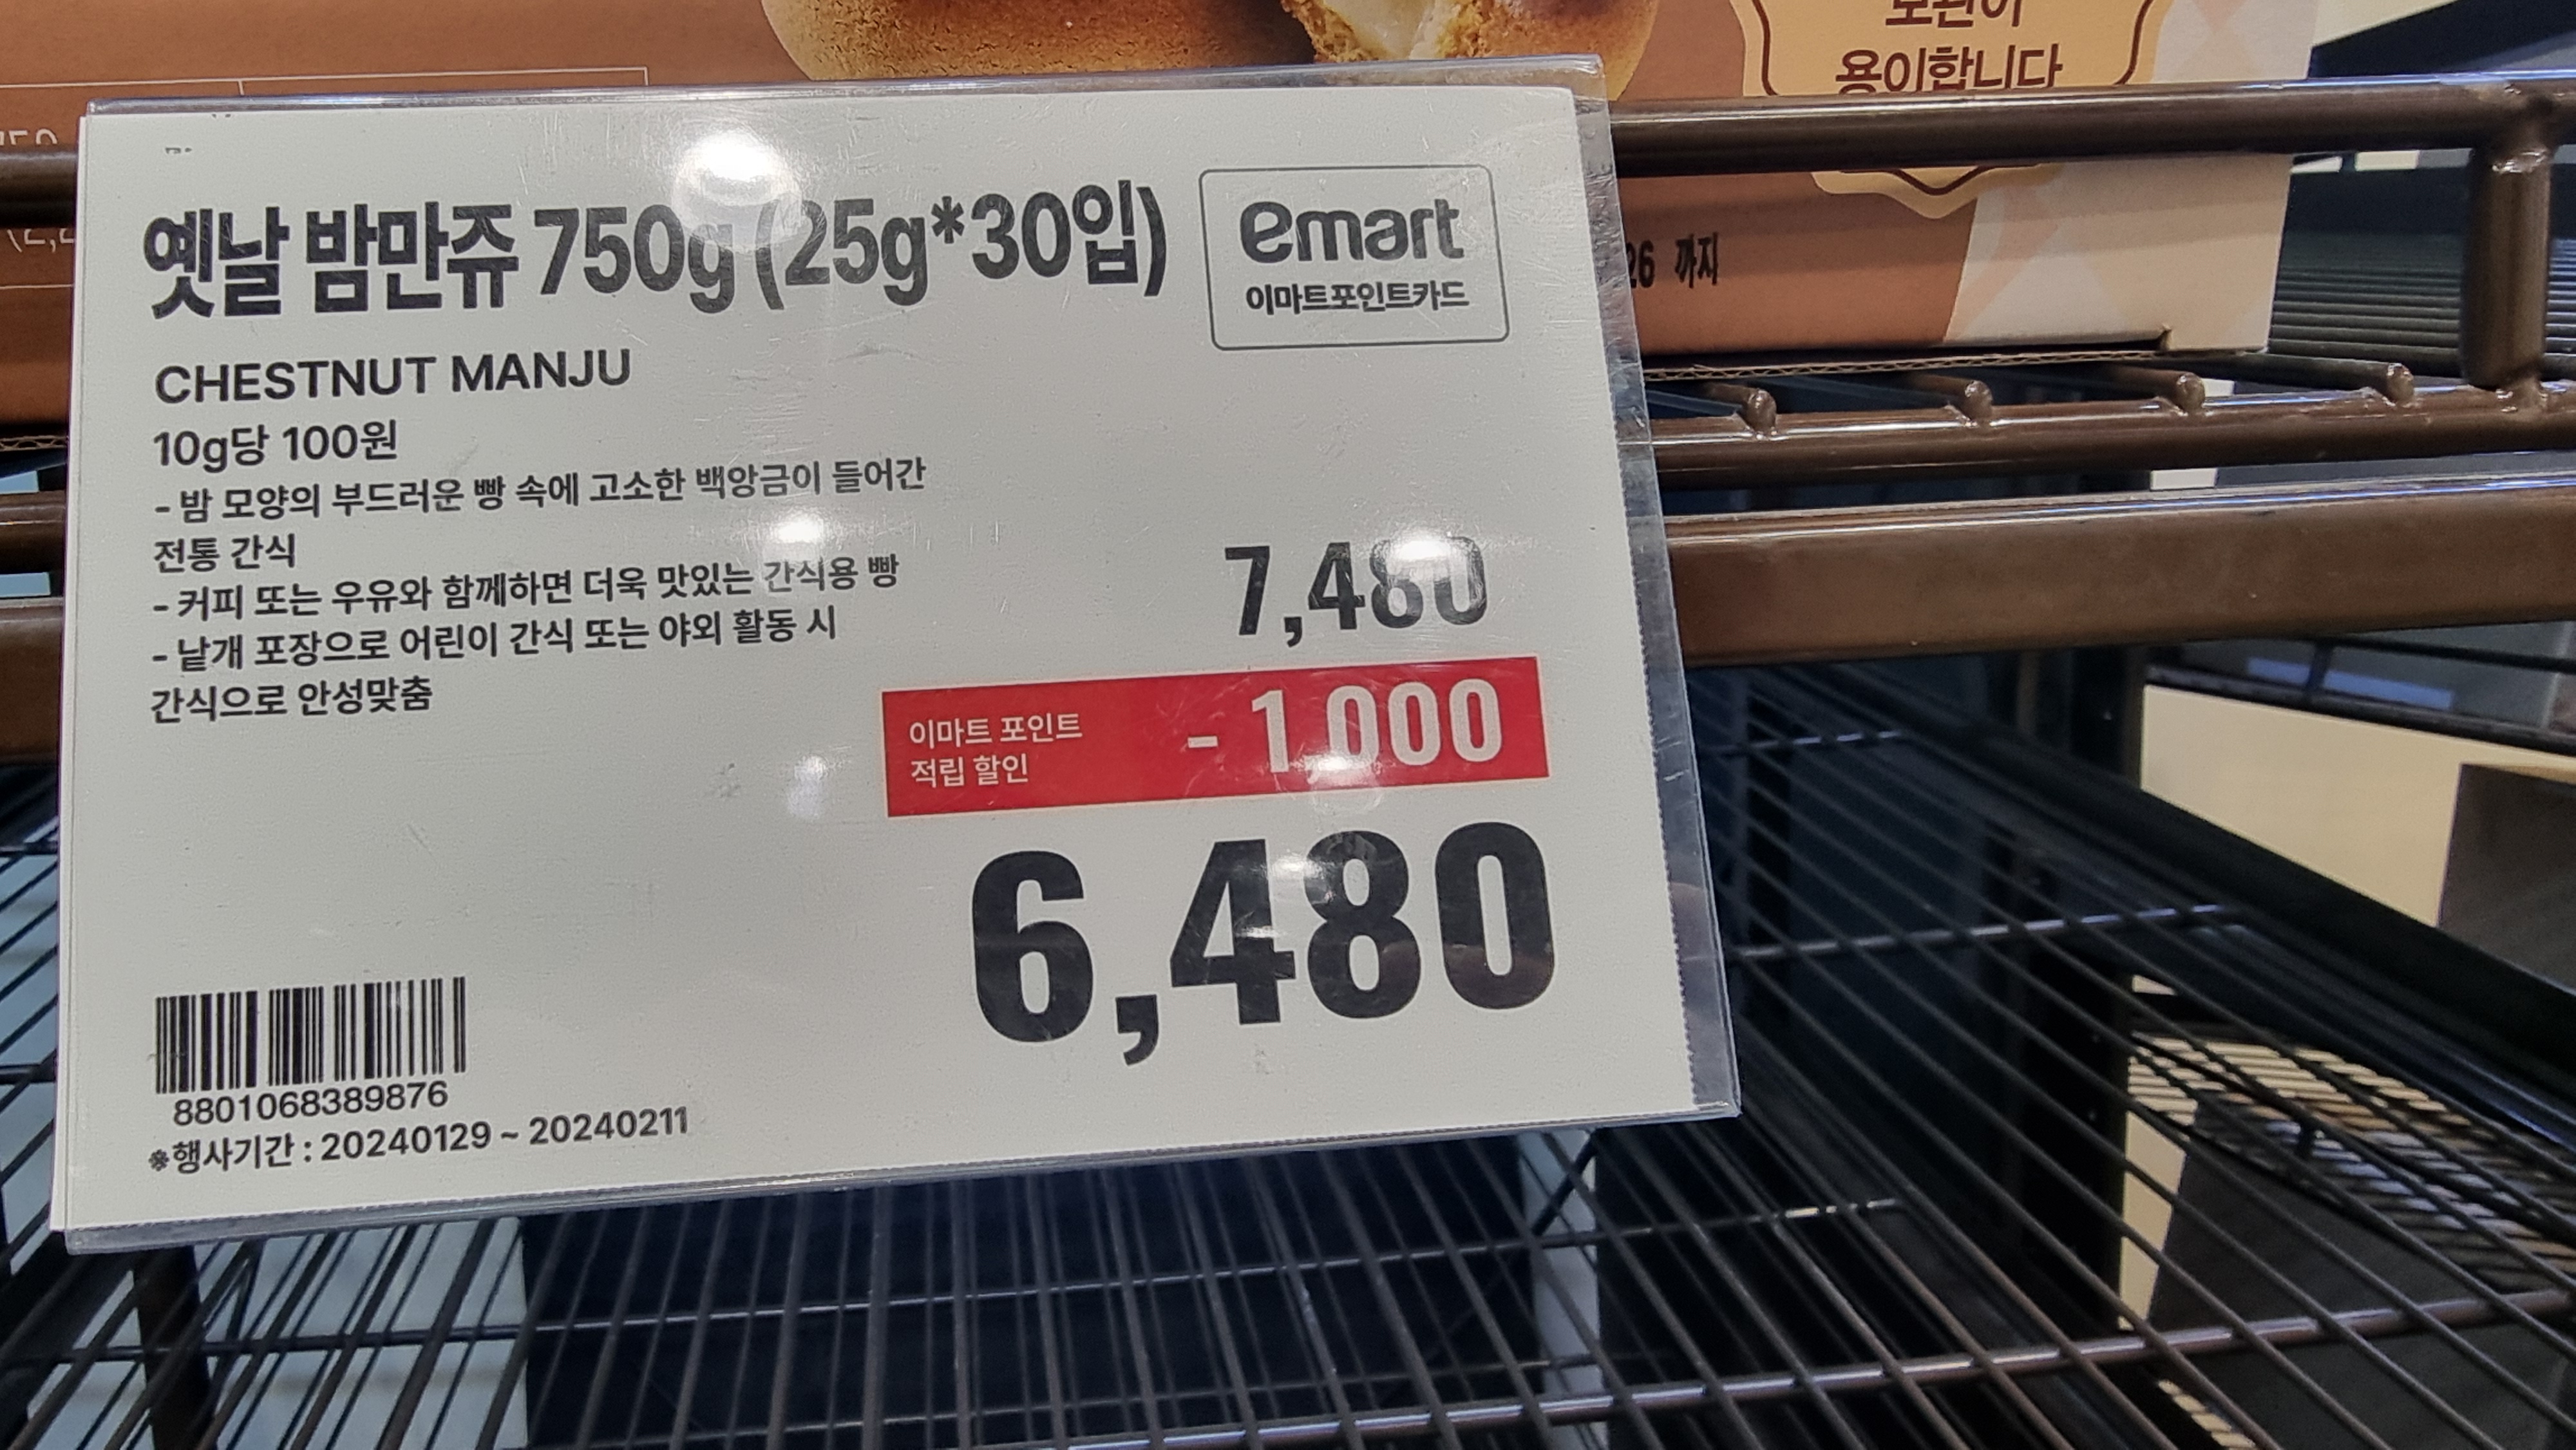 용이합니다
옛날 밤만쥬 750g (25g*30입)
emart
이마트포인트카드
26 까지
CHESTNUT MANJU
10g당 100원
- 밤 모양의 부드러운 빵 속에 고소한 백앙금이 들어간
전통 간식
- 커피 또는 우유와 함께하면 더욱 맛있는 간식용 빵
- 낱개 포장으로 어린이 간식 또는 야외 활동 시
간식으로 안성맞춤
7,480
이마트 포인트
적립 할인
- 1,000
6,480
8801068389876
※행사기간 : 20240129 ~ 20240211